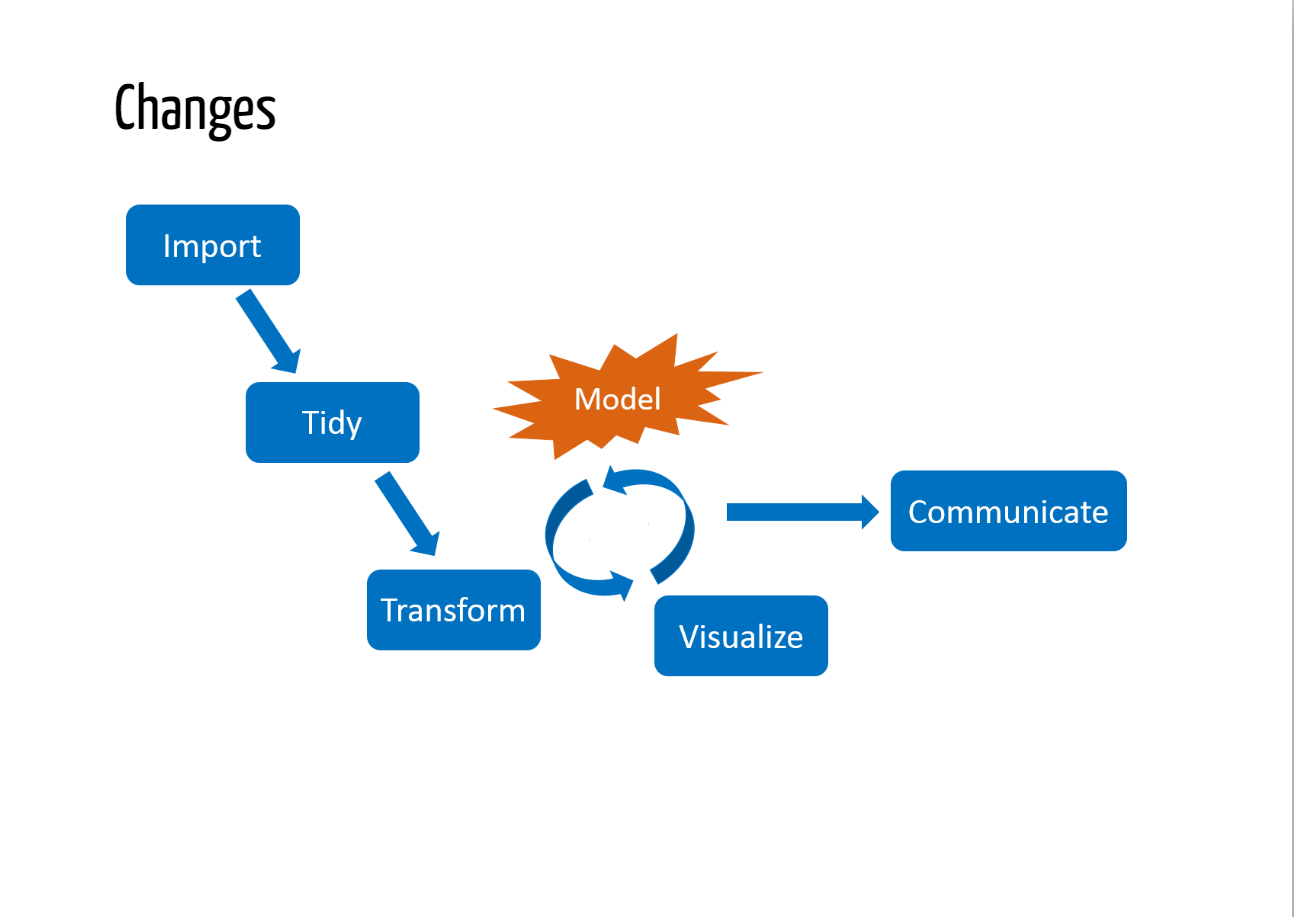 Changes
Import
Tidy
Model
Communicate
Transform
Visualize